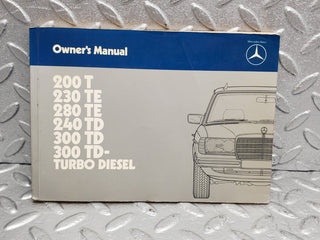 Owner's Manual
Mercedes-Benz
200 T
230 TE
280 TE
240 TD
300 TD
300 TD-
TURBO DIESEL